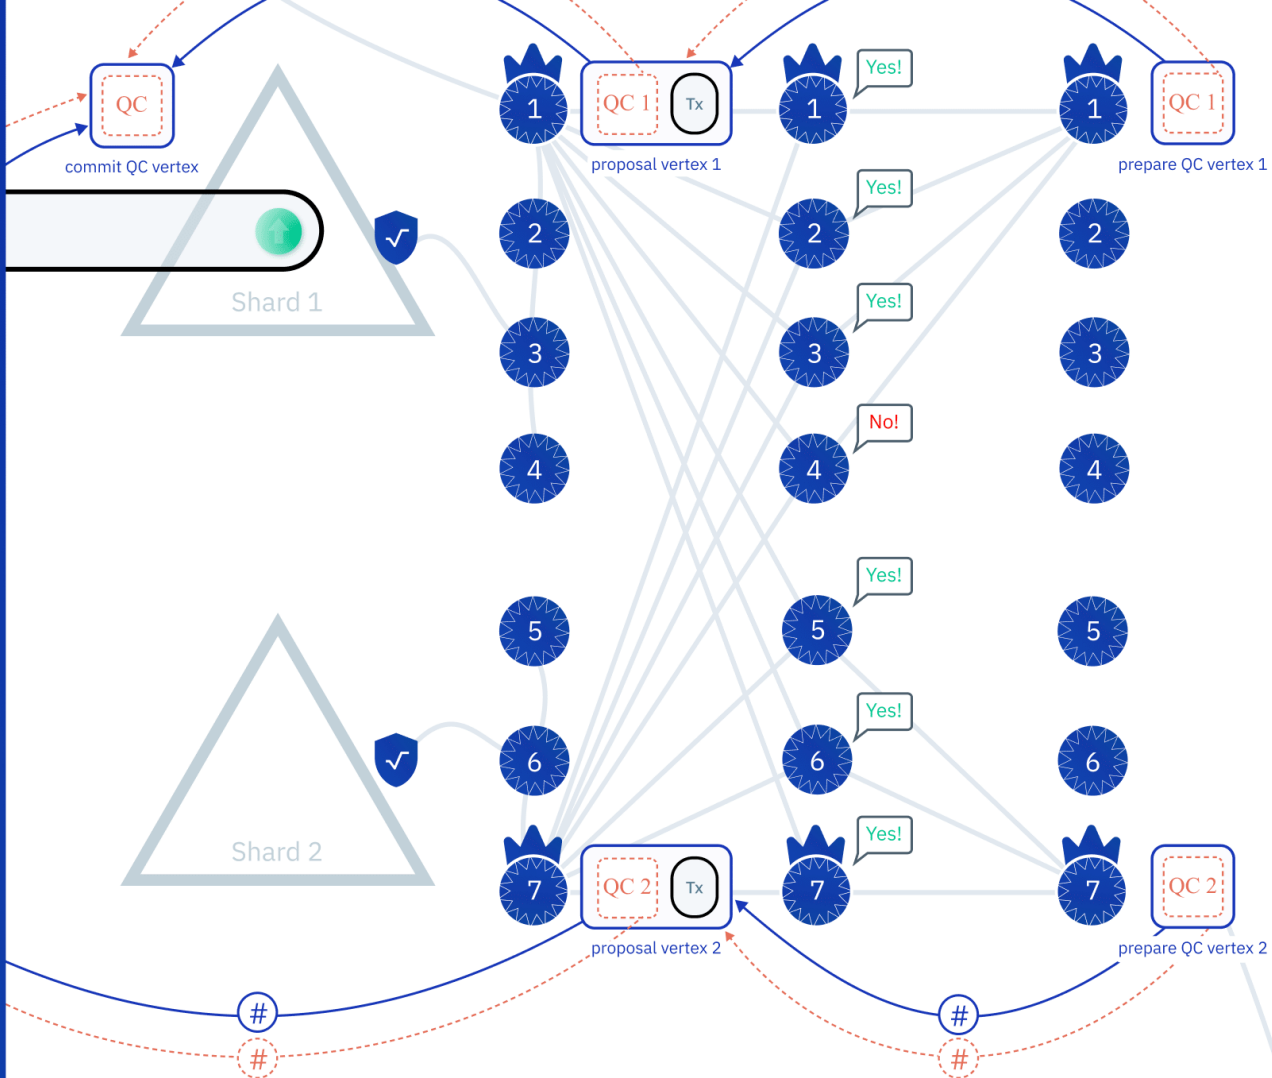 QC
commit QC vertex
Shard 1
√
1
QC 1
Tx
proposal vertex 1
1
Yes!
1
QC 1
prepare QC vertex 1
2
2
Yes!
2
3
3
Yes!
3
4
4
No!
4
5
5
Yes!
5
Shard 2
√
6
6
Yes!
6
7
QC 2
Tx
proposal vertex 2
7
Yes!
7
QC 2
prepare QC vertex 2
#
#
#
#